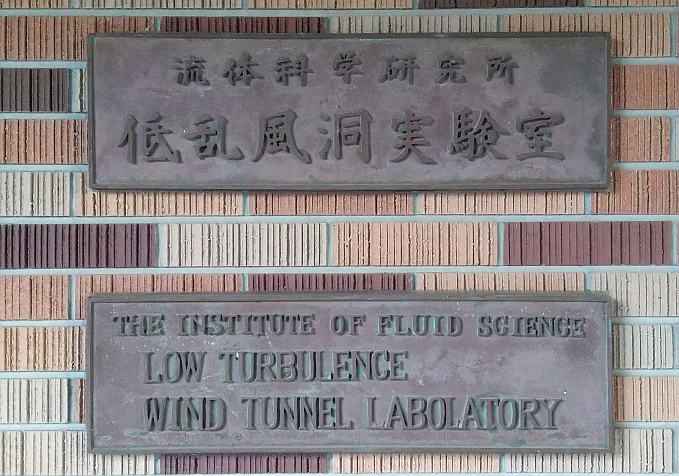 流体科学研究所
低乱風洞実験室
THE INSTITUTE OF FLUID SCIENCE
LOW TURBULENCE
WIND TUNNEL LABOLATORY